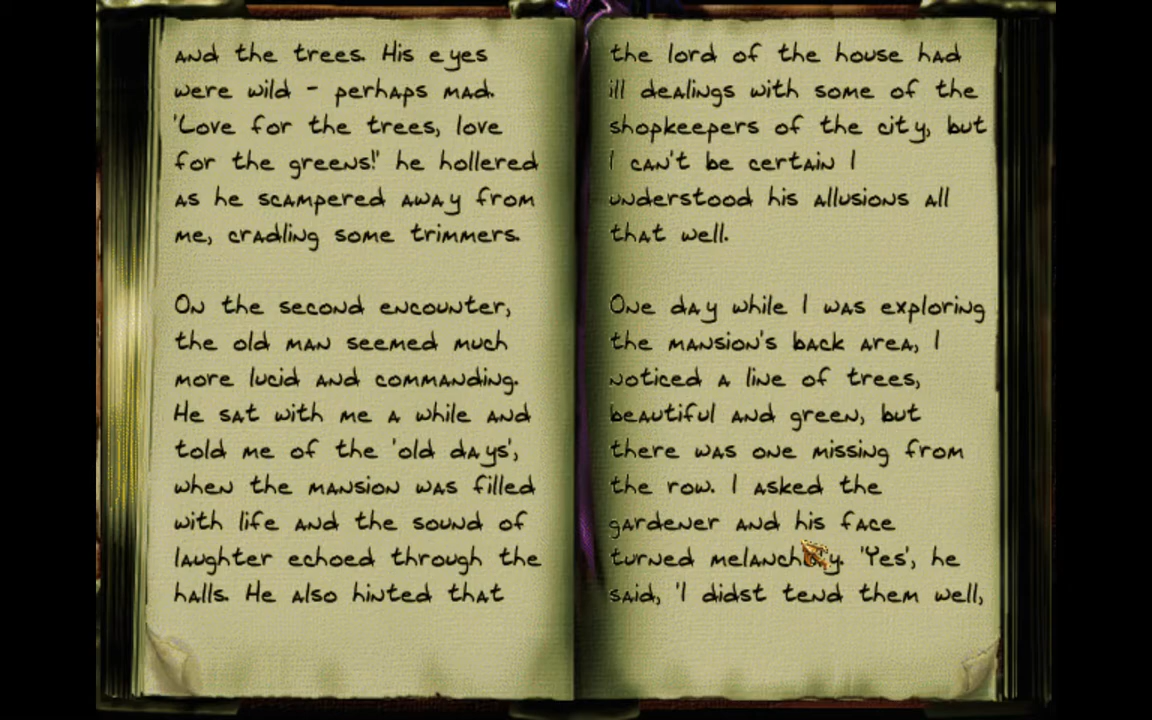 and the trees. His eyes
were wild - perhaps mad.
'Love for the trees, love
for the greens!' he hollered
as he scampered away from
me, cradling some trimmers.
On the second encounter,
the old man seemed much
more lucid and commanding.
He sat with me a while and
told me of the 'old days',
when the mansion was filled
with life and the sound of
laughter echoed through the
halls. He also hinted that
the lord of the house had
ill dealings with some of the
shopkeepers of the city, but
I can't be certain I
understood his allusions all
that well.
One day while I was exploring
the mansion's back area, I
noticed a line of trees,
beautiful and green, but
there was one missing from
the row. I asked the
gardener and his face
turned melancholy. 'Yes', he
said, 'I didst tend them well,